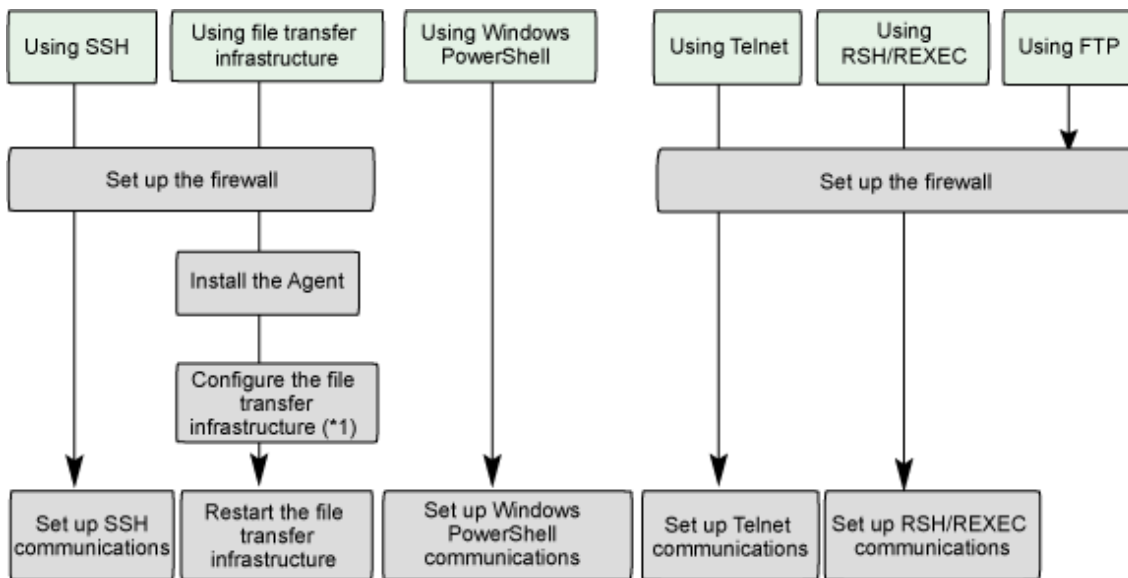 Using SSH
Using file transfer
infrastructure
Using Windows
PowerShell
Using Telnet
Using
RSH/REXEC
Using FTP
Set up the firewall
Set up the firewall
Install the Agent
Configure the file
transfer
infrastructure (*1)
Set up SSH
communications
Restart the file
transfer
infrastructure
Set up Windows
PowerShell
communications
Set up Telnet
communications
Set up RSH/REXEC
communications